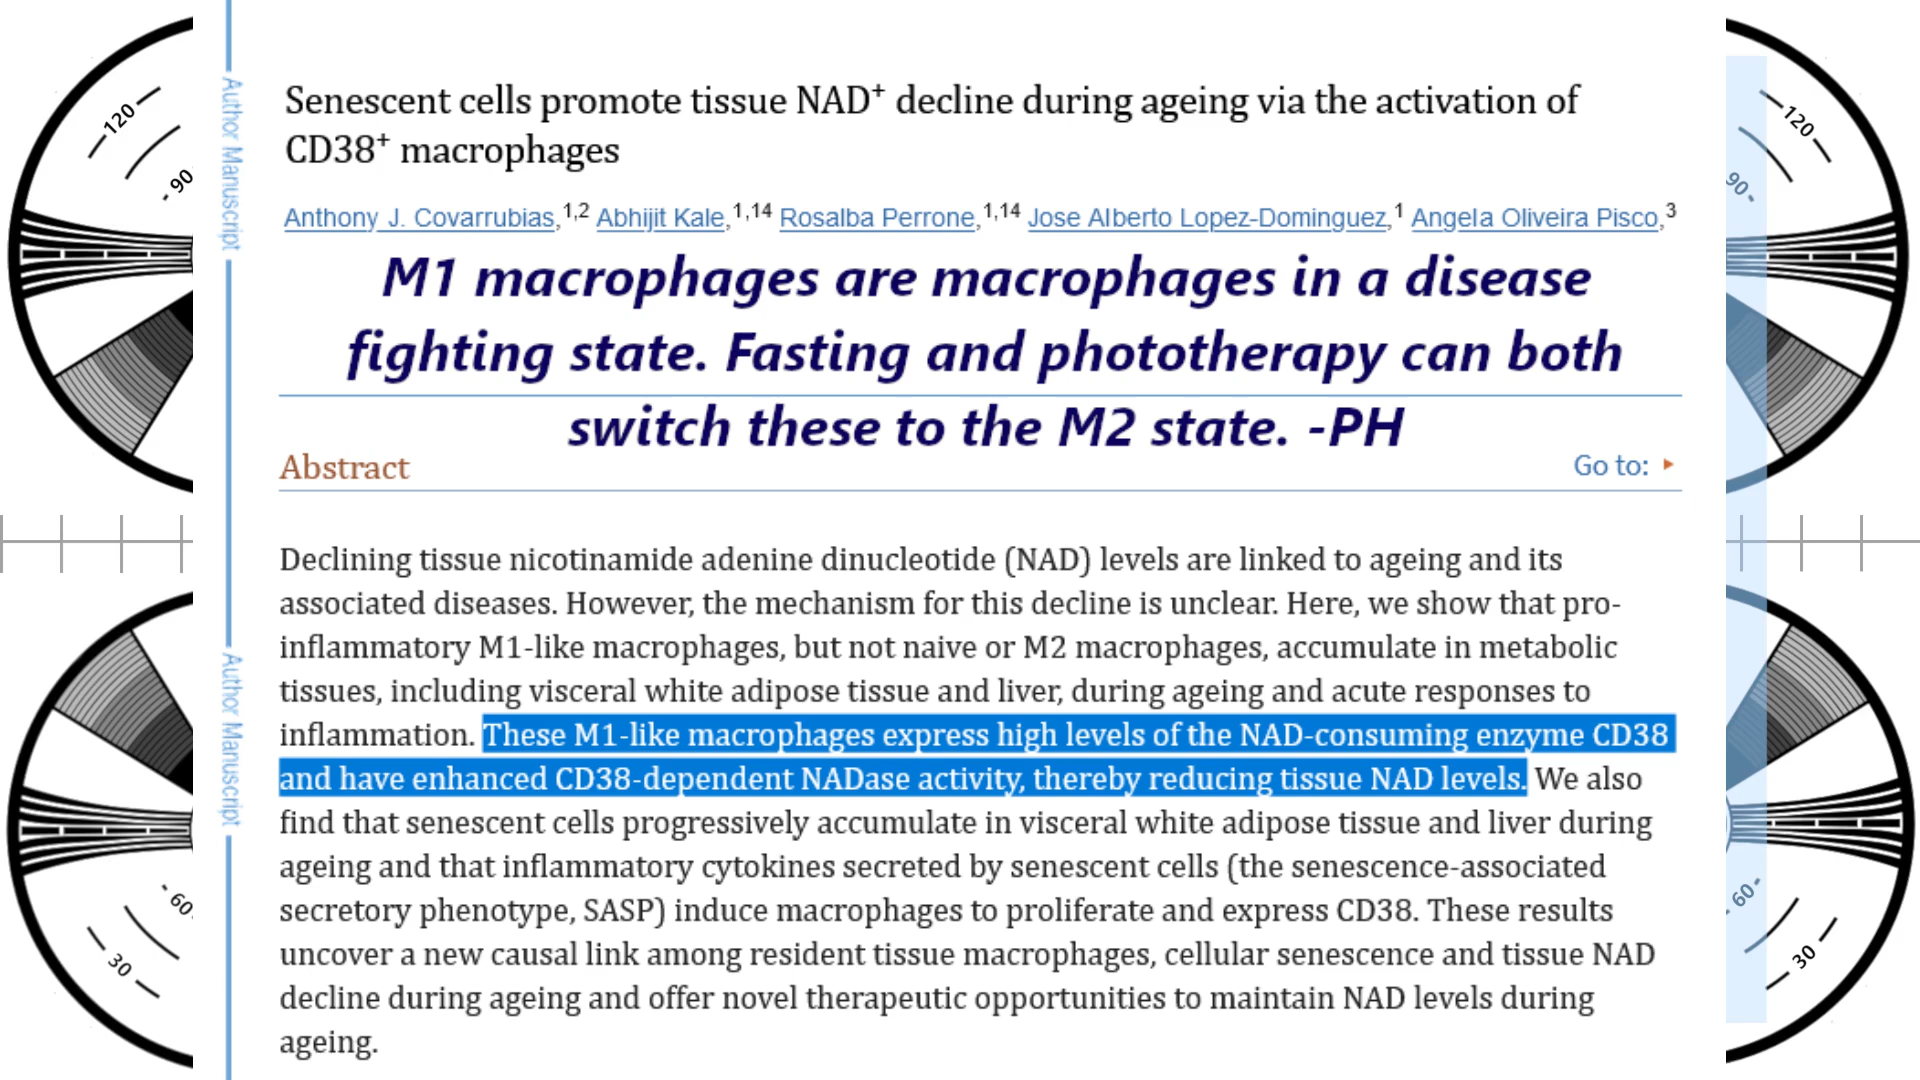 Senescent cells promote tissue NAD+ decline during ageing via the activation of
CD38+ macrophages
Anthony J. Covarrubias,1,2 Abhijit Kale,1,14 Rosalba Perrone,1,14 Jose Alberto Lopez-Dominguez,1 Angela Oliveira Pisco,3
M1 macrophages are macrophages in a disease
fighting state. Fasting and phototherapy can both
switch these to the M2 state. -PH
Abstract
Go to:
Declining tissue nicotinamide adenine dinucleotide (NAD) levels are linked to ageing and its
associated diseases. However, the mechanism for this decline is unclear. Here, we show that pro-
inflammatory M1-like macrophages, but not naive or M2 macrophages, accumulate in metabolic
tissues, including visceral white adipose tissue and liver, during ageing and acute responses to
inflammation. These M1-like macrophages express high levels of the NAD-consuming enzyme CD38
and have enhanced CD38-dependent NADase activity, thereby reducing tissue NAD levels. We also
find that senescent cells progressively accumulate in visceral white adipose tissue and liver during
ageing and that inflammatory cytokines secreted by senescent cells (the senescence-associated
secretory phenotype, SASP) induce macrophages to proliferate and express CD38. These results
uncover a new causal link among resident tissue macrophages, cellular senescence and tissue NAD
decline during ageing and offer novel therapeutic opportunities to maintain NAD levels during
ageing.
Author Manuscript
Author Manuscript
120
90
60
30
120
90
60
30